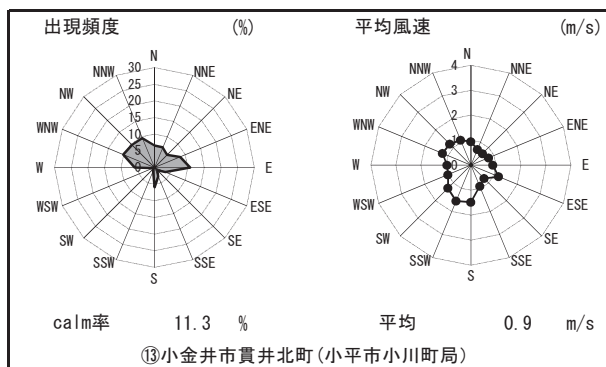 出現頻度 (%)
平均風速 (m/s)
N
NNE
NE
ENE
E
ESE
SE
SSE
S
SSW
SW
WSW
W
WNW
NW
NNW
30
25
20
15
10
5
0
N
NNE
NE
ENE
E
ESE
SE
SSE
S
SSW
SW
WSW
W
WNW
NW
NNW
4
3
2
1
0
calm率 11.3 %
平均 0.9 m/s
⑬小金井市貫井北町(小平市小川町局)